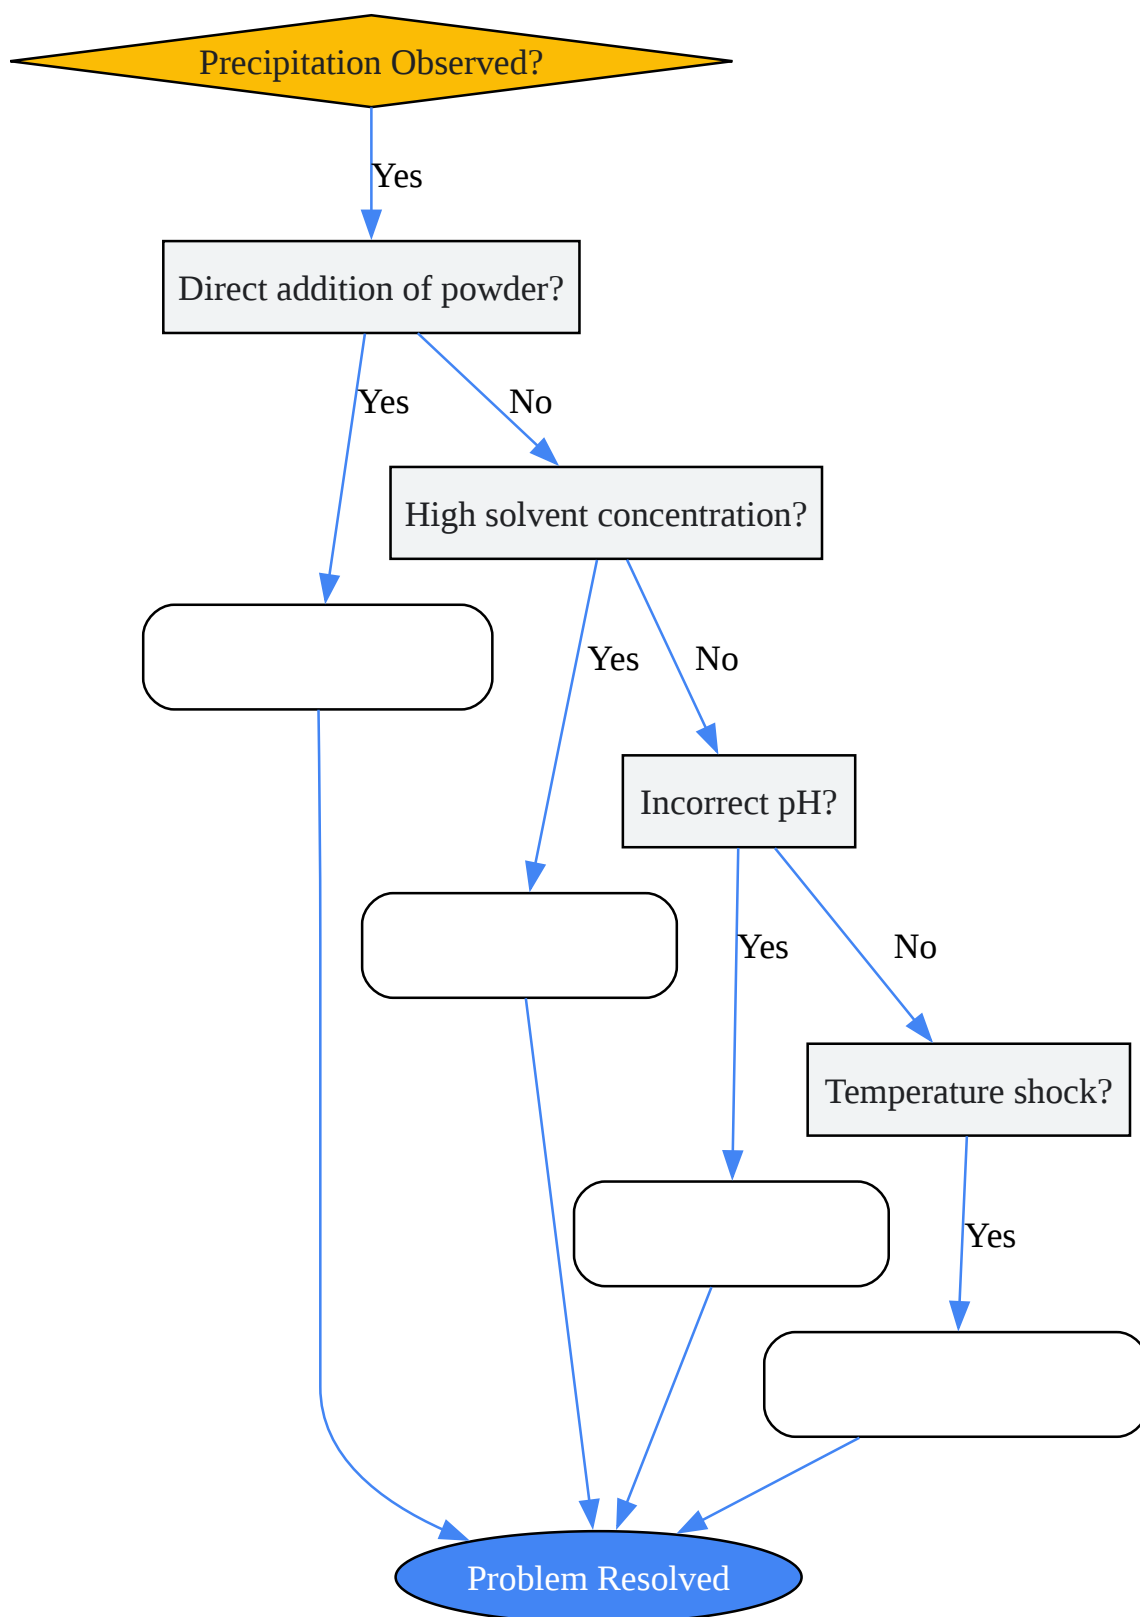 Precipitation Observed?
Yes
Direct addition of powder?
Yes
No
High solvent concentration?
Yes
No
Incorrect pH?
Yes
No
Temperature shock?
Yes
Problem Resolved